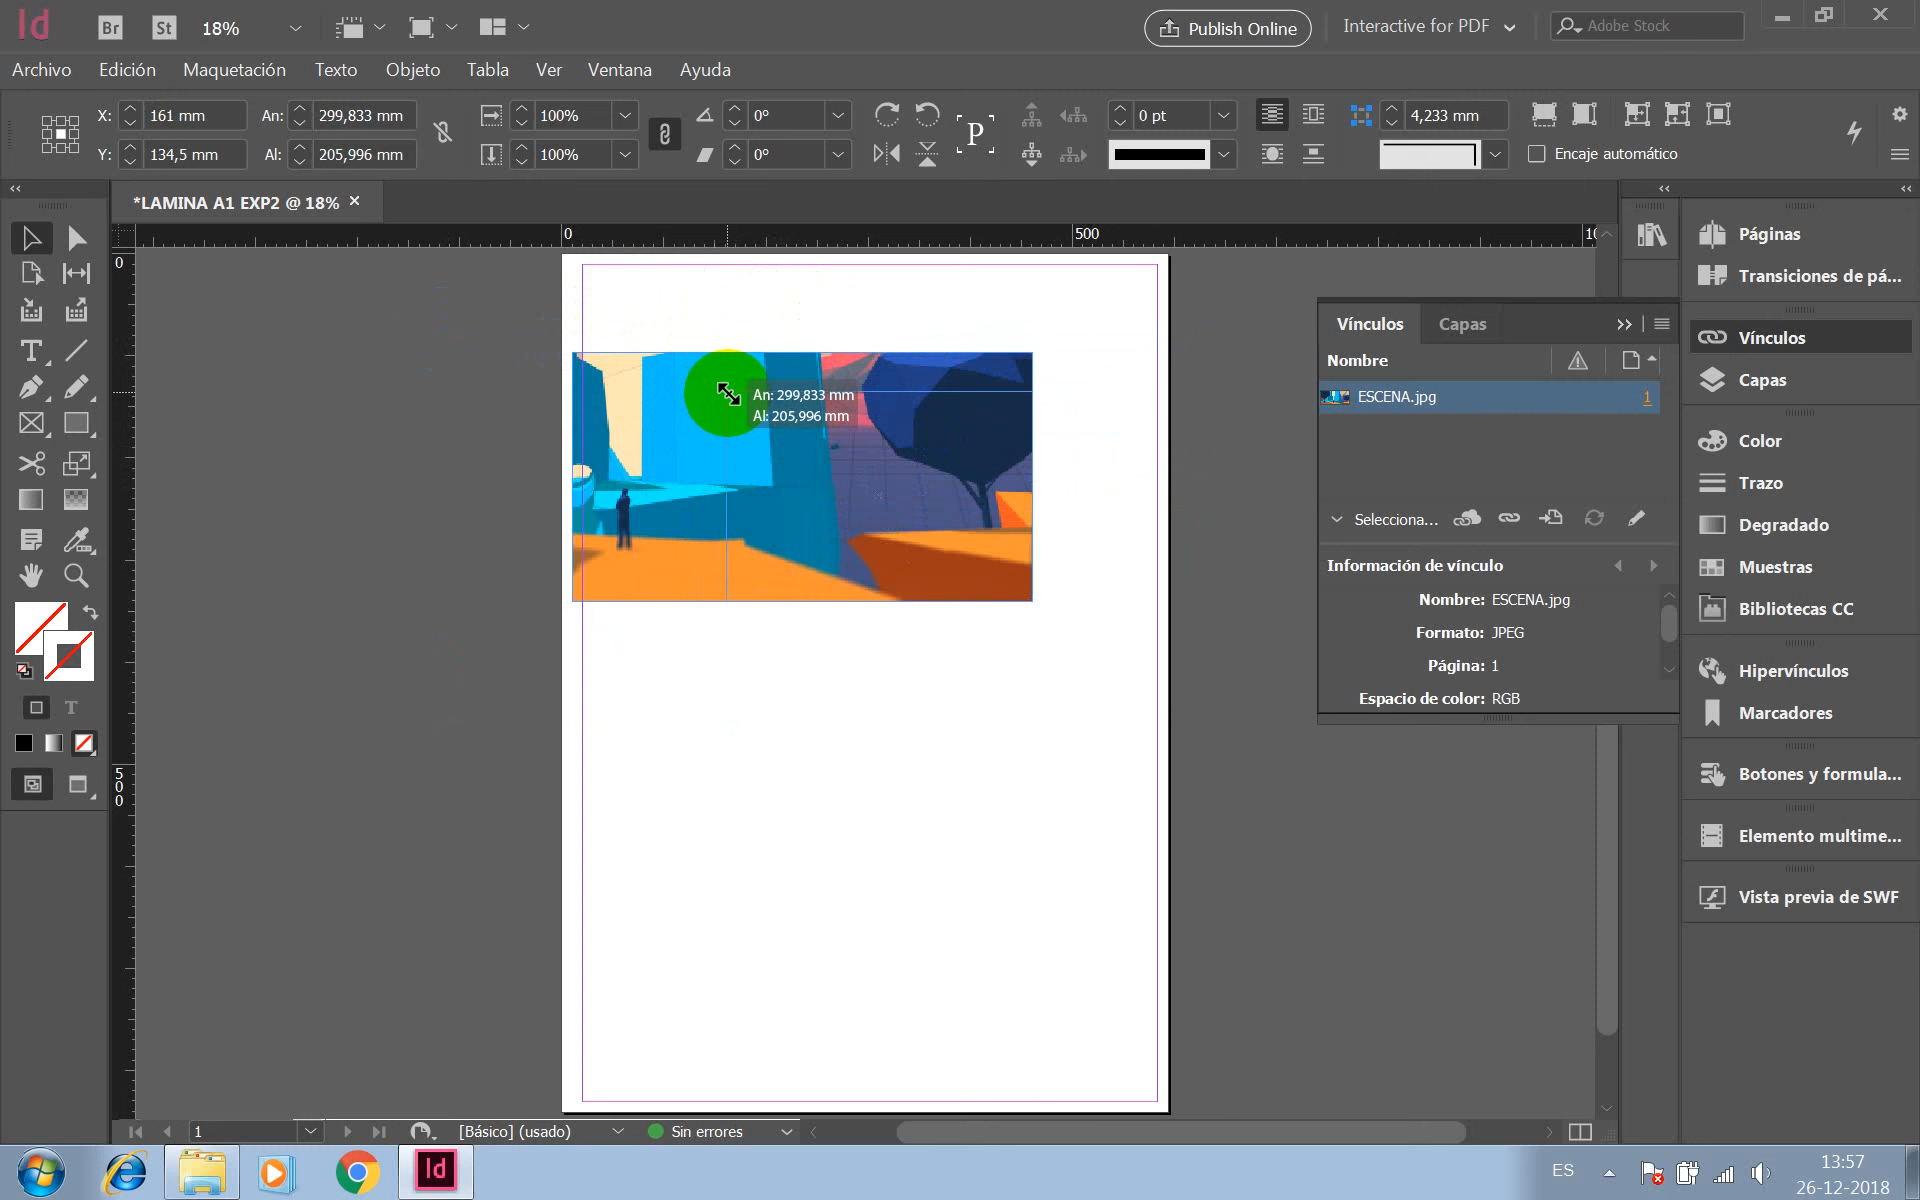 Id
Br
St
18%
Publish Online
Interactive for PDF
Adobe Stock
Archivo
Edición
Maquetación
Texto
Objeto
Tabla
Ver
Ventana
Ayuda
X: 161 mm
An: 299,833 mm
100%
0°
0 pt
4,233 mm
Y: 134,5 mm
Al: 205,996 mm
100%
0°
Encaje automático
P
*LAMINA A1 EXP2 @ 18%
0
500
0
500
An: 299,833 mm
Al: 205,996 mm
Vínculos
Capas
Nombre
ESCENA.jpg
1
Selecciona...
Información de vínculo
Nombre: ESCENA.jpg
Formato: JPEG
Página: 1
Espacio de color: RGB
Páginas
Transiciones de pá...
Vínculos
Capas
Color
Trazo
Degradado
Muestras
Bibliotecas CC
Hipervínculos
Marcadores
Botones y formula...
Elemento multime...
Vista previa de SWF
T
T
1
[Básico] (usado)
Sin errores
Id
ES
13:57
26-12-2018